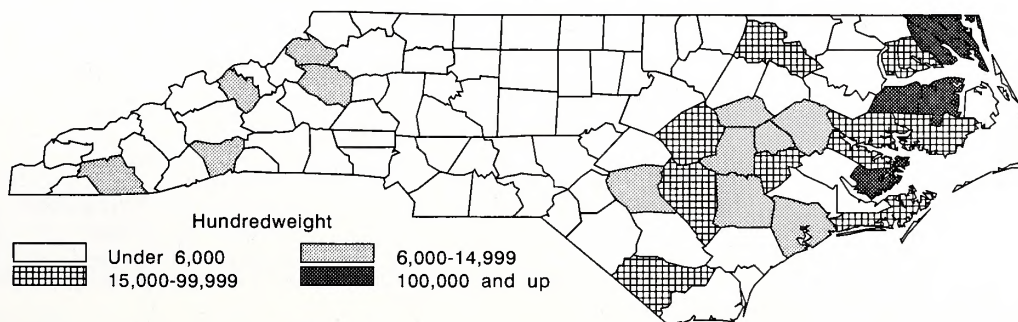 Hundredweight
Under 6,000
6,000-14,999
15,000-99,999
100,000 and up